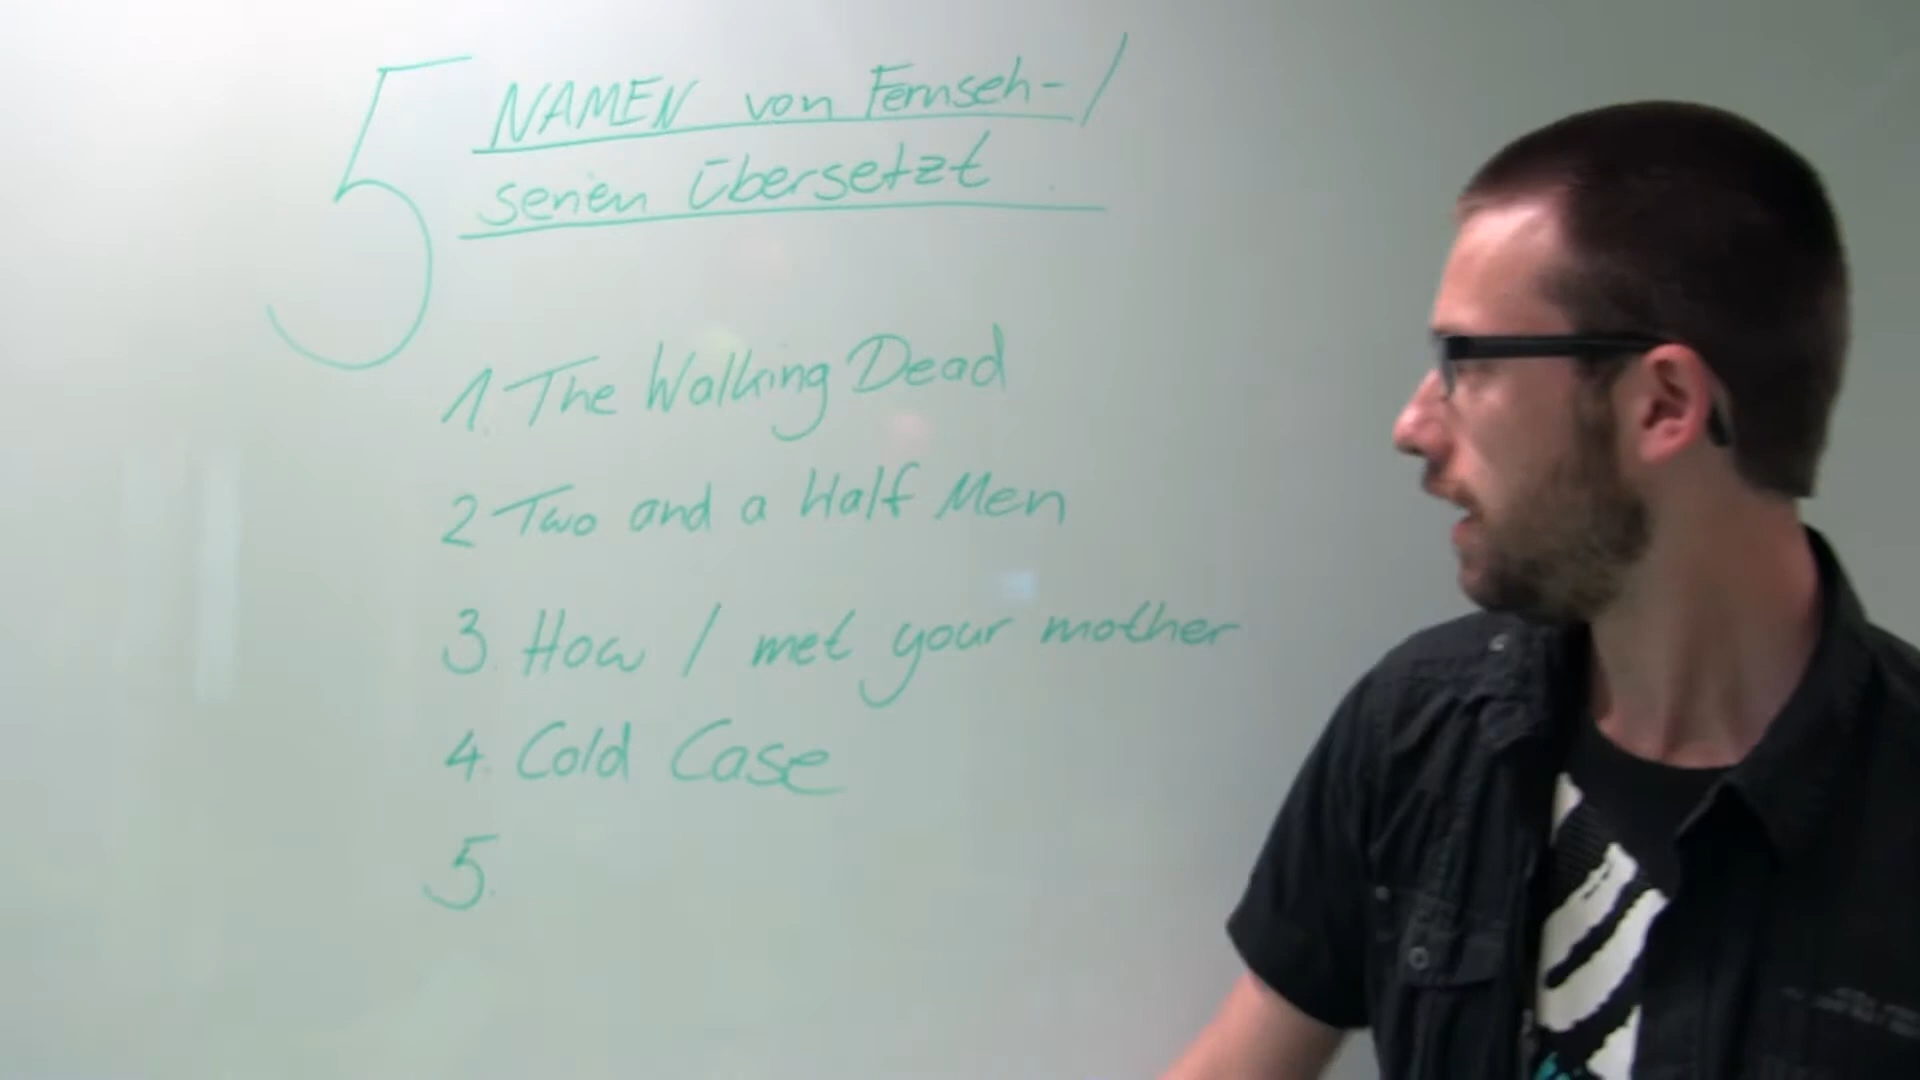 5 NAMEN von Fernseh-/
serien übersetzt
1. The Walking Dead
2 Two and a Half Men
3. How I met your mother
4. Cold Case
5.